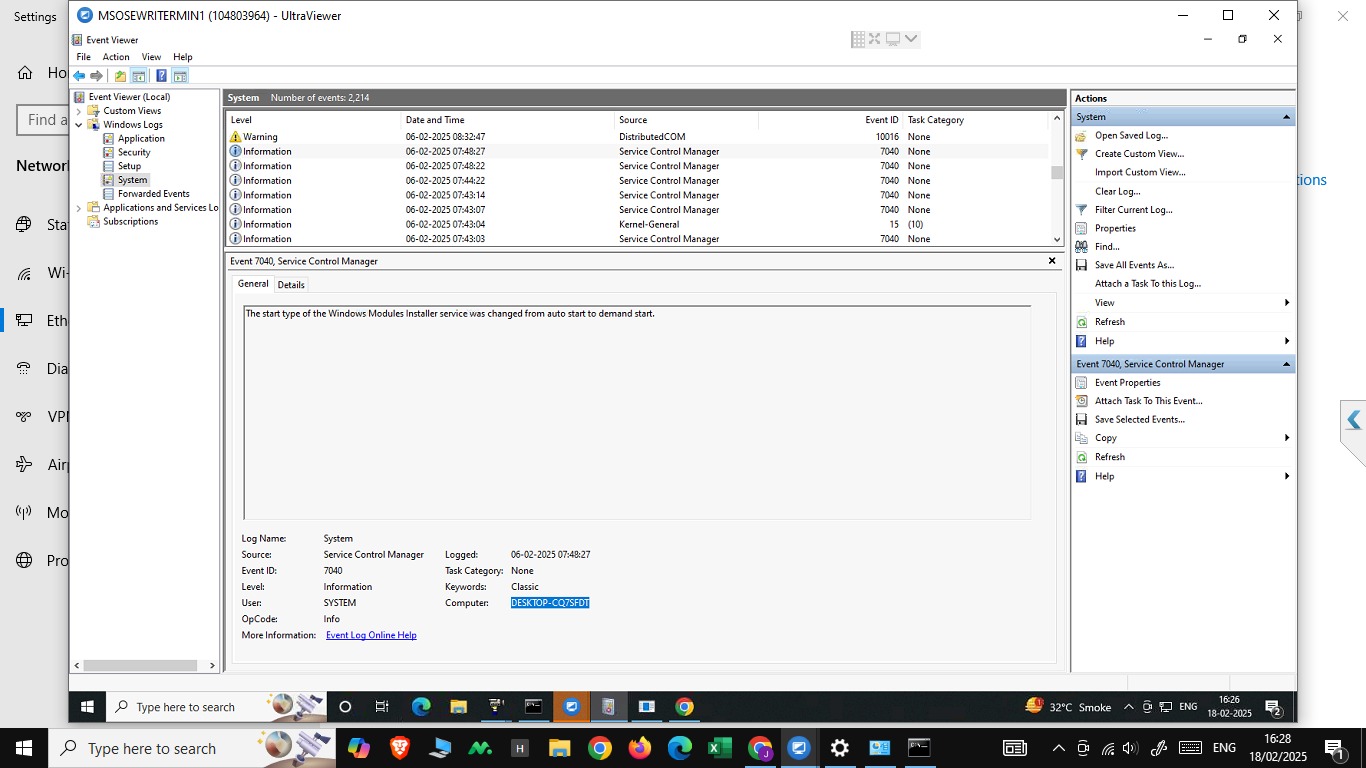 Settings
MSOSEWRITERMIN1 (104803964) - UltraViewer
Event Viewer
File Action View Help
Find a
Networ
Eth
VPN
ions
Event Viewer (Local)
Custom Views
Windows Logs
Application
Security
Setup
System
Forwarded Events
Applications and Services Lo
Subscriptions
System Number of events: 2,214
Level Date and Time Source Event ID Task Category
Warning 06-02-2025 08:32:47 DistributedCOM 10016 None
Information 06-02-2025 07:48:27 Service Control Manager 7040 None
Information 06-02-2025 07:48:22 Service Control Manager 7040 None
Information 06-02-2025 07:44:22 Service Control Manager 7040 None
Information 06-02-2025 07:43:14 Service Control Manager 7040 None
Information 06-02-2025 07:43:07 Service Control Manager 7040 None
Information 06-02-2025 07:43:04 Kernel-General 15 (10)
Information 06-02-2025 07:43:03 Service Control Manager 7040 None
Event 7040, Service Control Manager
General Details
The start type of the Windows Modules Installer service was changed from auto start to demand start.
Log Name: System
Source: Service Control Manager Logged: 06-02-2025 07:48:27
Event ID: 7040 Task Category: None
Level: Information Keywords: Classic
User: SYSTEM Computer: DESKTOP-CQ7SFDT
OpCode: Info
More Information: Event Log Online Help
Actions
System
Open Saved Log...
Create Custom View...
Import Custom View...
Clear Log...
Filter Current Log...
Properties
Find...
Save All Events As...
Attach a Task To this Log...
View
Refresh
Help
Event 7040, Service Control Manager
Event Properties
Attach Task To This Event...
Save Selected Events...
Copy
Refresh
Help
Type here to search
32°C Smoke
ENG
16:26
18-02-2025
2
Type here to search
ENG
16:28
18/02/2025
1